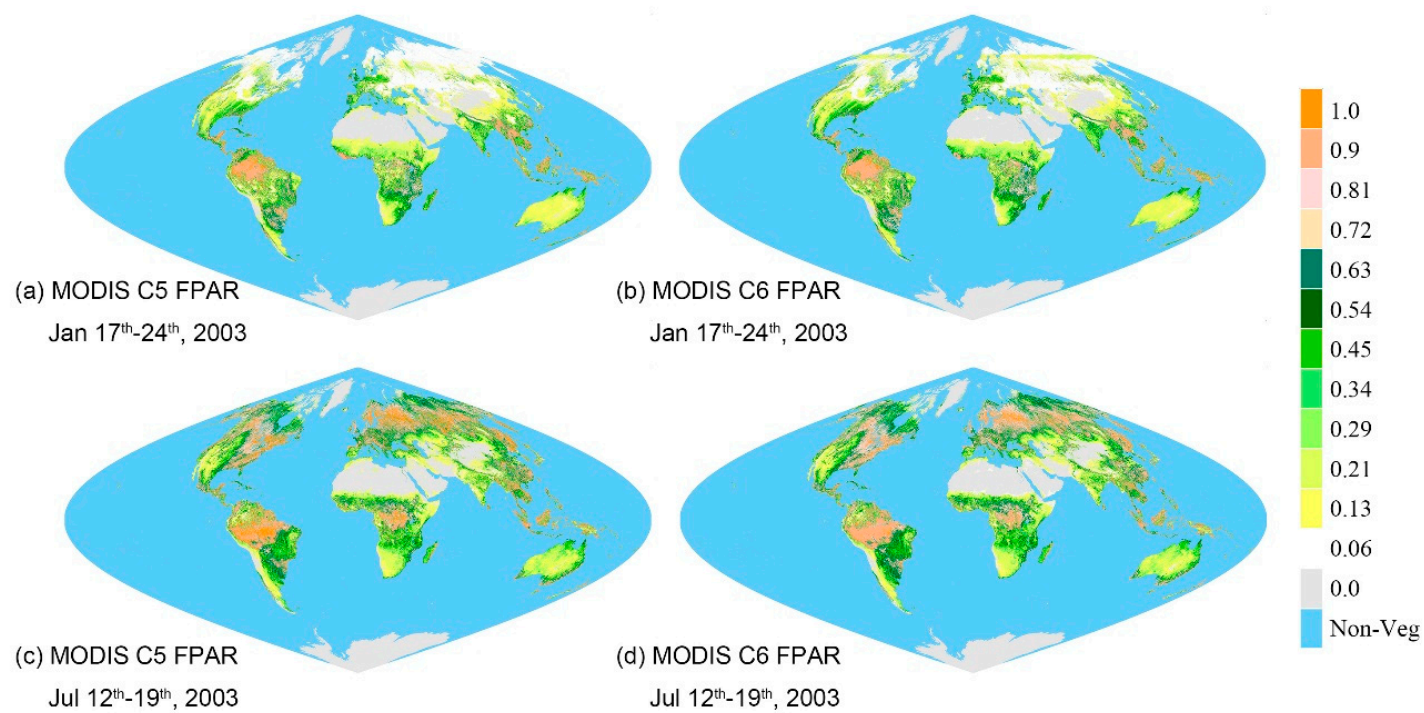 (a) MODIS C5 FPAR
Jan 17th-24th, 2003
(b) MODIS C6 FPAR
Jan 17th-24th, 2003
(c) MODIS C5 FPAR
Jul 12th-19th, 2003
(d) MODIS C6 FPAR
Jul 12th-19th, 2003
1.0
0.9
0.81
0.72
0.63
0.54
0.45
0.34
0.29
0.21
0.13
0.06
0.0
Non-Veg